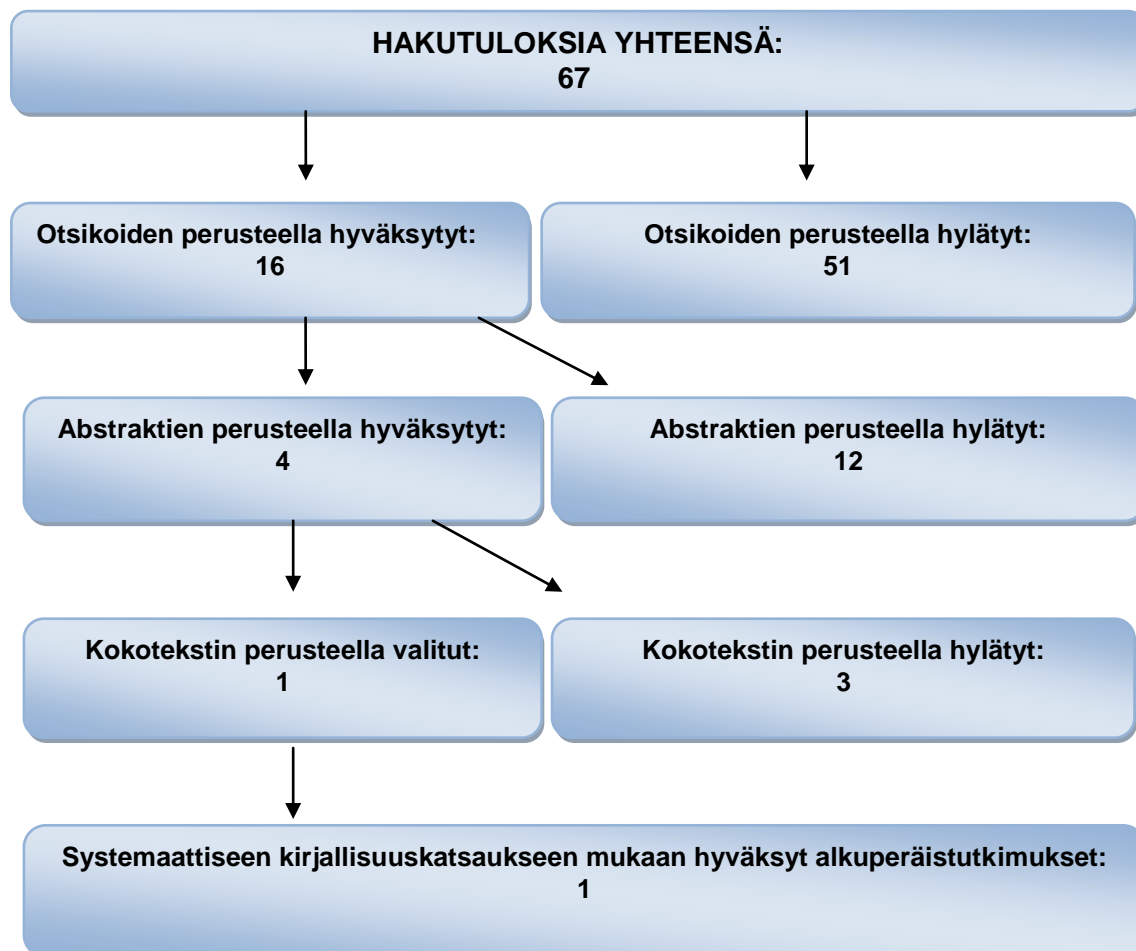 HAKUTULOKSIA YHTEENSÄ:
67
Otsikoiden perusteella hyväksytyt:
16
Otsikoiden perusteella hylätyt:
51
Abstraktien perusteella hyväksytyt:
4
Abstraktien perusteella hylätyt:
12
Kokotekstin perusteella valitut:
1
Kokotekstin perusteella hylätyt:
3
Systemaattiseen kirjallisuuskatsaukseen mukaan hyväksyt alkuperäistutkimukset:
1